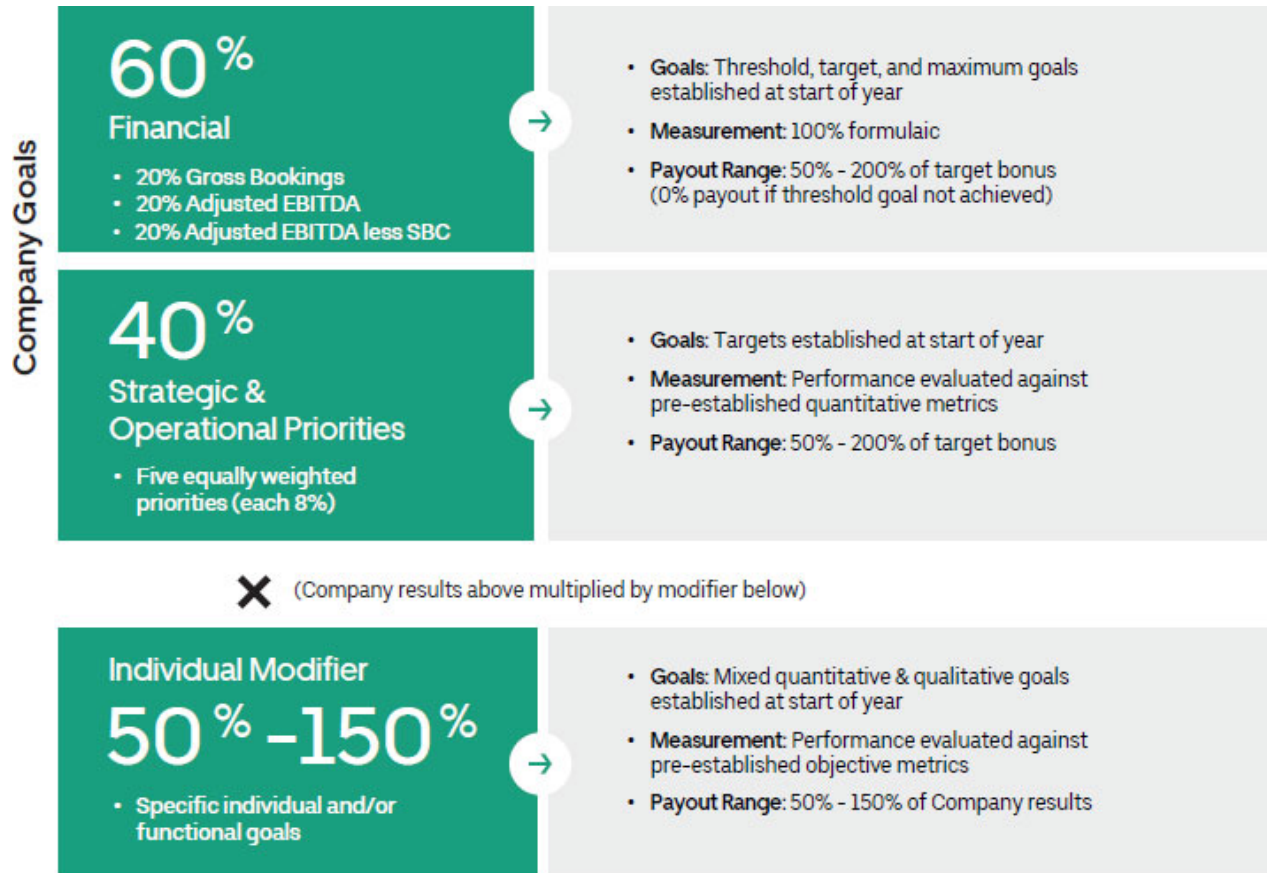 Company Goals
60%
Financial
• 20% Gross Bookings
• 20% Adjusted EBITDA
• 20% Adjusted EBITDA less SBC
• Goals: Threshold, target, and maximum goals
established at start of year
• Measurement: 100% formulaic
• Payout Range: 50% - 200% of target bonus
(0% payout if threshold goal not achieved)
40%
Strategic &
Operational Priorities
• Five equally weighted
priorities (each 8%)
• Goals: Targets established at start of year
• Measurement: Performance evaluated against
pre-established quantitative metrics
• Payout Range: 50% - 200% of target bonus
(Company results above multiplied by modifier below)
Individual Modifier
50% - 150%
• Specific individual and/or
functional goals
• Goals: Mixed quantitative & qualitative goals
established at start of year
• Measurement: Performance evaluated against
pre-established objective metrics
• Payout Range: 50% - 150% of Company results